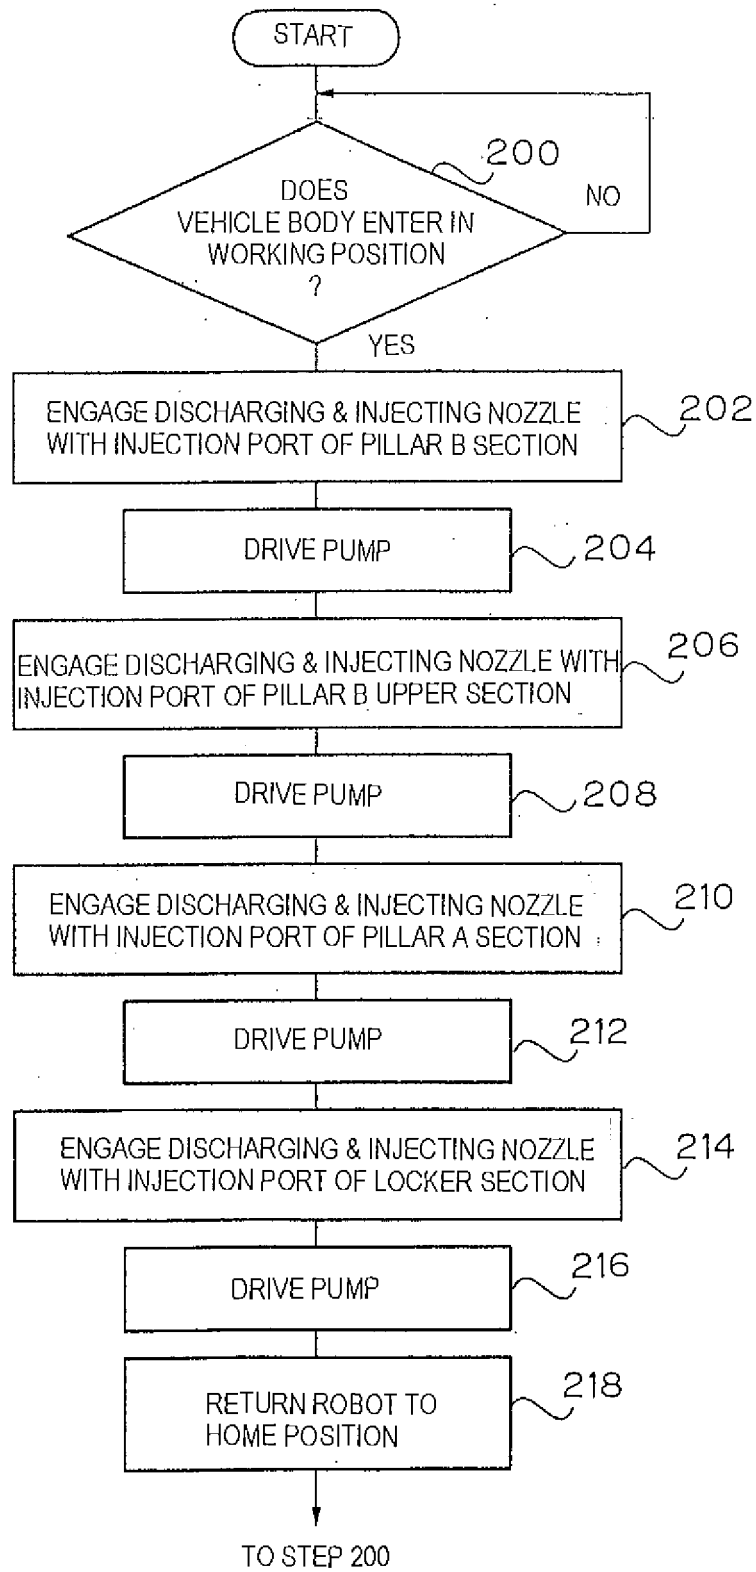 START
200
DOES
VEHICLE BODY ENTER IN
WORKING POSITION
?
NO
YES
ENGAGE DISCHARGING & INJECTING NOZZLE
WITH INJECTION PORT OF PILLAR B SECTION
202
DRIVE PUMP
204
ENGAGE DISCHARGING & INJECTING NOZZLE WITH
INJECTION PORT OF PILLAR B UPPER SECTION
206
DRIVE PUMP
208
ENGAGE DISCHARGING & INJECTING NOZZLE
WITH INJECTION PORT OF PILLAR A SECTION
210
DRIVE PUMP
212
ENGAGE DISCHARGING & INJECTING NOZZLE
WITH INJECTION PORT OF LOCKER SECTION
214
DRIVE PUMP
216
RETURN ROBOT TO
HOME POSITION
218
TO STEP 200